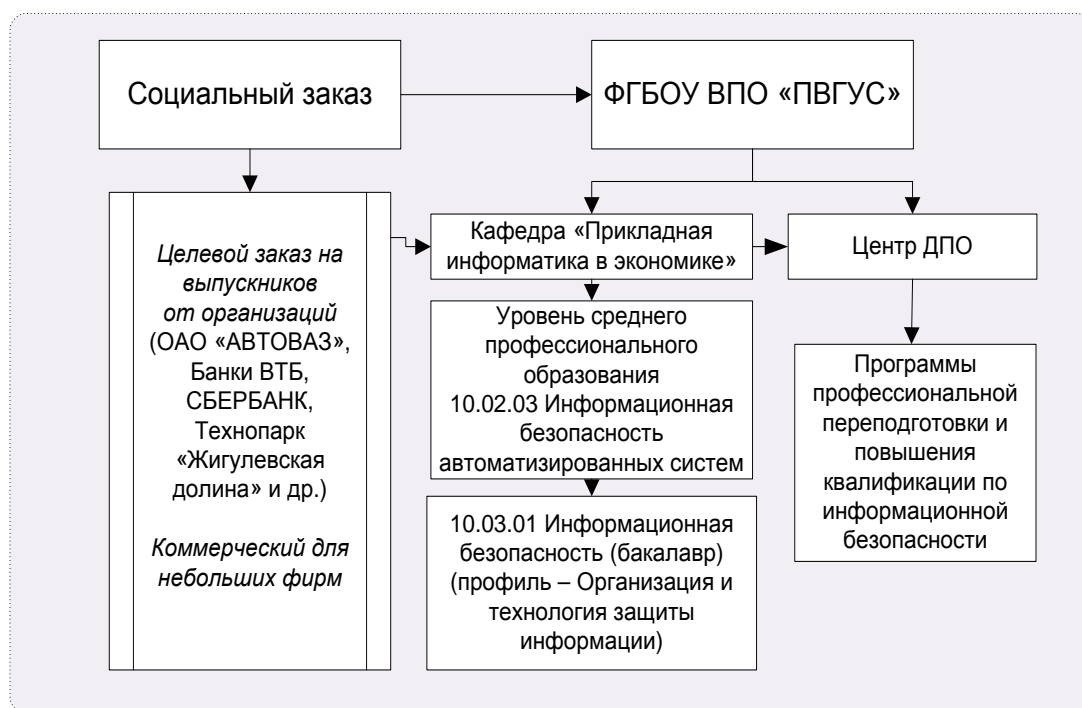 Социальный заказ
ФГБОУ ВПО «ПВГУС»
Целевой заказ на
выпускников
от организаций
(ОАО «АВТОВАЗ»,
Банки ВТБ,
СБЕРБАНК,
Технопарк
«Жигулевская
долина» и др.)
Коммерческий для
небольших фирм
Кафедра «Прикладная
информатика в экономике»
Центр ДПО
Уровень среднего
профессионального
образования
10.02.03 Информационная
безопасность
автоматизированных систем
10.03.01 Информационная
безопасность (бакалавр)
(профиль – Организация и
технология защиты
информации)
Программы
профессиональной
переподготовки и
повышения
квалификации по
информационной
безопасности